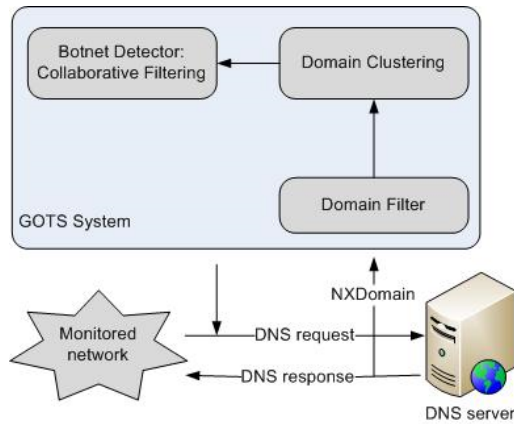 Botnet Detector:
Collaborative Filtering
Domain Clustering
Domain Filter
GOTS System
NXDomain
Monitored
network
DNS request
DNS response
DNS server